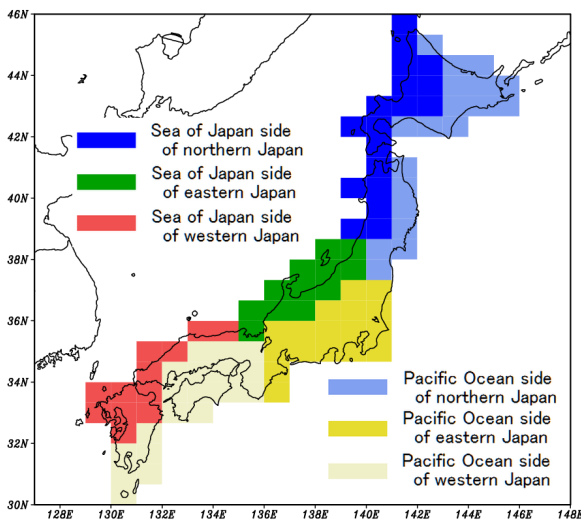 46N
44N
42N
40N
38N
36N
34N
32N
30N
Sea of Japan side
of northern Japan
Sea of Japan side
of eastern Japan
Sea of Japan side
of western Japan
Pacific Ocean side
of northern Japan
Pacific Ocean side
of eastern Japan
Pacific Ocean side
of western Japan
128E 130E 132E 134E 136E 138E 140E 142E 144E 146E 148E